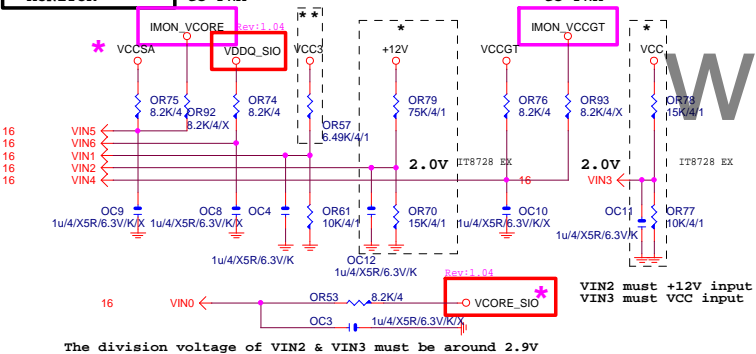 IMON_VCORE
Rev:1.04
VCCSA
VDDQ_SIO
VCC3
+12V
VCCGT
IMON_VCCGT
VCC
*
**
*
*
OR75
8.2K/4
OR92
8.2K/4/X
OR74
8.2K/4
OR57
6.49K/4/1
OR79
75K/4/1
OR76
8.2K/4
OR93
8.2K/4/X
OR78
15K/4/1
W
16 VIN5
16 VIN6
16 VIN1
16 VIN2
16 VIN4
2.0V
IT8728 EX
16 VIN3
2.0V
IT8728 EX
OC9
1u/4/X5R/6.3V/K/X
OC8
1u/4/X5R/6.3V/K/X
OC4
1u/4/X5R/6.3V/K
OR61
10K/4/1
OC12
1u/4/X5R/6.3V/K
OR70
15K/4/1
OC10
1u/4/X5R/6.3V/K/X
OC11
1u/4/X5R/6.3V/K
OR77
10K/4/1
Rev:1.04
16 VIN0
OR53
8.2K/4
VCORE_SIO
*
OC3
1u/4/X5R/6.3V/K/X
VIN2 must +12V input
VIN3 must VCC input
The division voltage of VIN2 & VIN3 must be around 2.9V